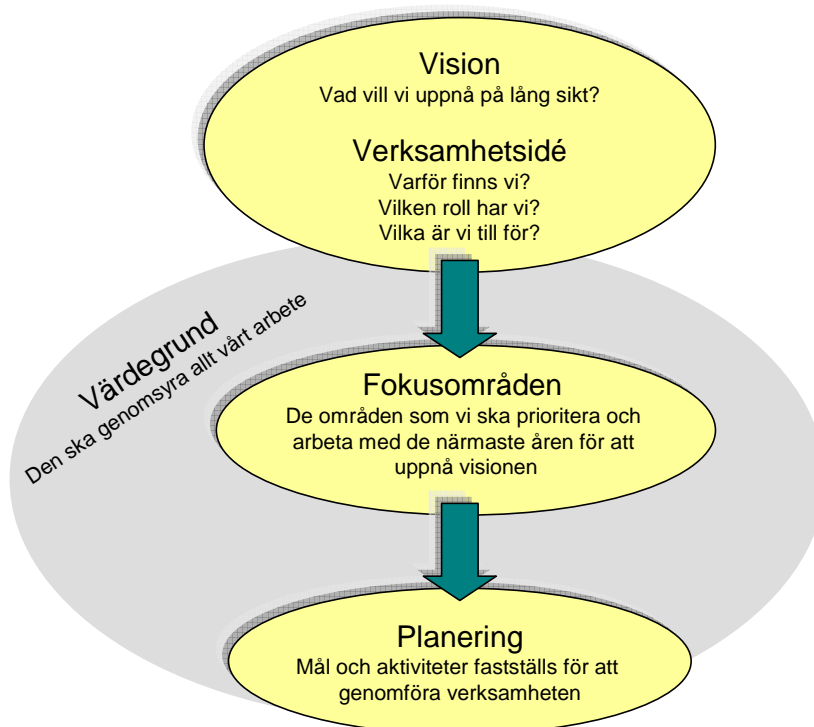 Vision
Vad vill vi uppnå på lång sikt?
Verksamhetsidé
Varför finns vi?
Vilken roll har vi?
Vilka är vi till för?
Värdegrund
Den ska genomsyra allt vårt arbete
Fokusområden
De områden som vi ska prioritera och
arbeta med de närmaste åren för att
uppnå visionen
Planering
Mål och aktiviteter fastställs för att
genomföra verksamheten